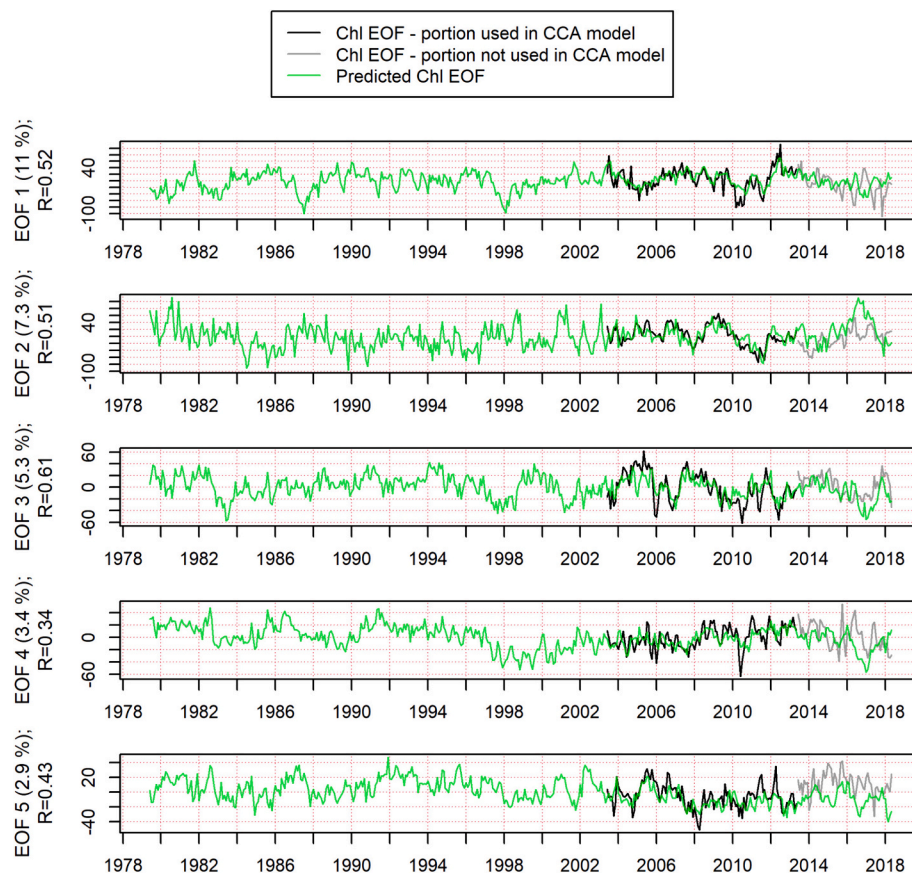 Chl EOF - portion used in CCA model
Chl EOF - portion not used in CCA model
Predicted Chl EOF
EOF 1 (11 %);
R=0.52
40
-100
1978 1982 1986 1990 1994 1998 2002 2006 2010 2014 2018
EOF 2 (7.3 %);
R=0.51
40
-100
1978 1982 1986 1990 1994 1998 2002 2006 2010 2014 2018
EOF 3 (5.3 %);
R=0.61
60
0
-60
1978 1982 1986 1990 1994 1998 2002 2006 2010 2014 2018
EOF 4 (3.4 %);
R=0.34
0
-60
1978 1982 1986 1990 1994 1998 2002 2006 2010 2014 2018
EOF 5 (2.9 %);
R=0.43
20
-40
1978 1982 1986 1990 1994 1998 2002 2006 2010 2014 2018